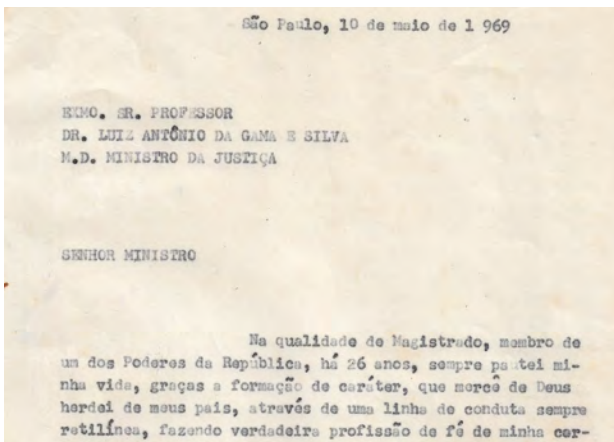 São Paulo, 10 de maio de 1 969
EXMO. SR. PROFESSOR
DR. LUIZ ANTÔNIO DA GAMA E SILVA
M.D. MINISTRO DA JUSTIÇA
SENHOR MINISTRO
Na qualidade de Magistrado, membro de
um dos Poderes da República, há 26 anos, sempre pautei mi-
nha vida, graças a formação de caráter, que mercê de Deus
herdei de meus pais, através de uma linha de conduta sempre
retilínea, fazendo verdadeira profissão de fé de minha car-